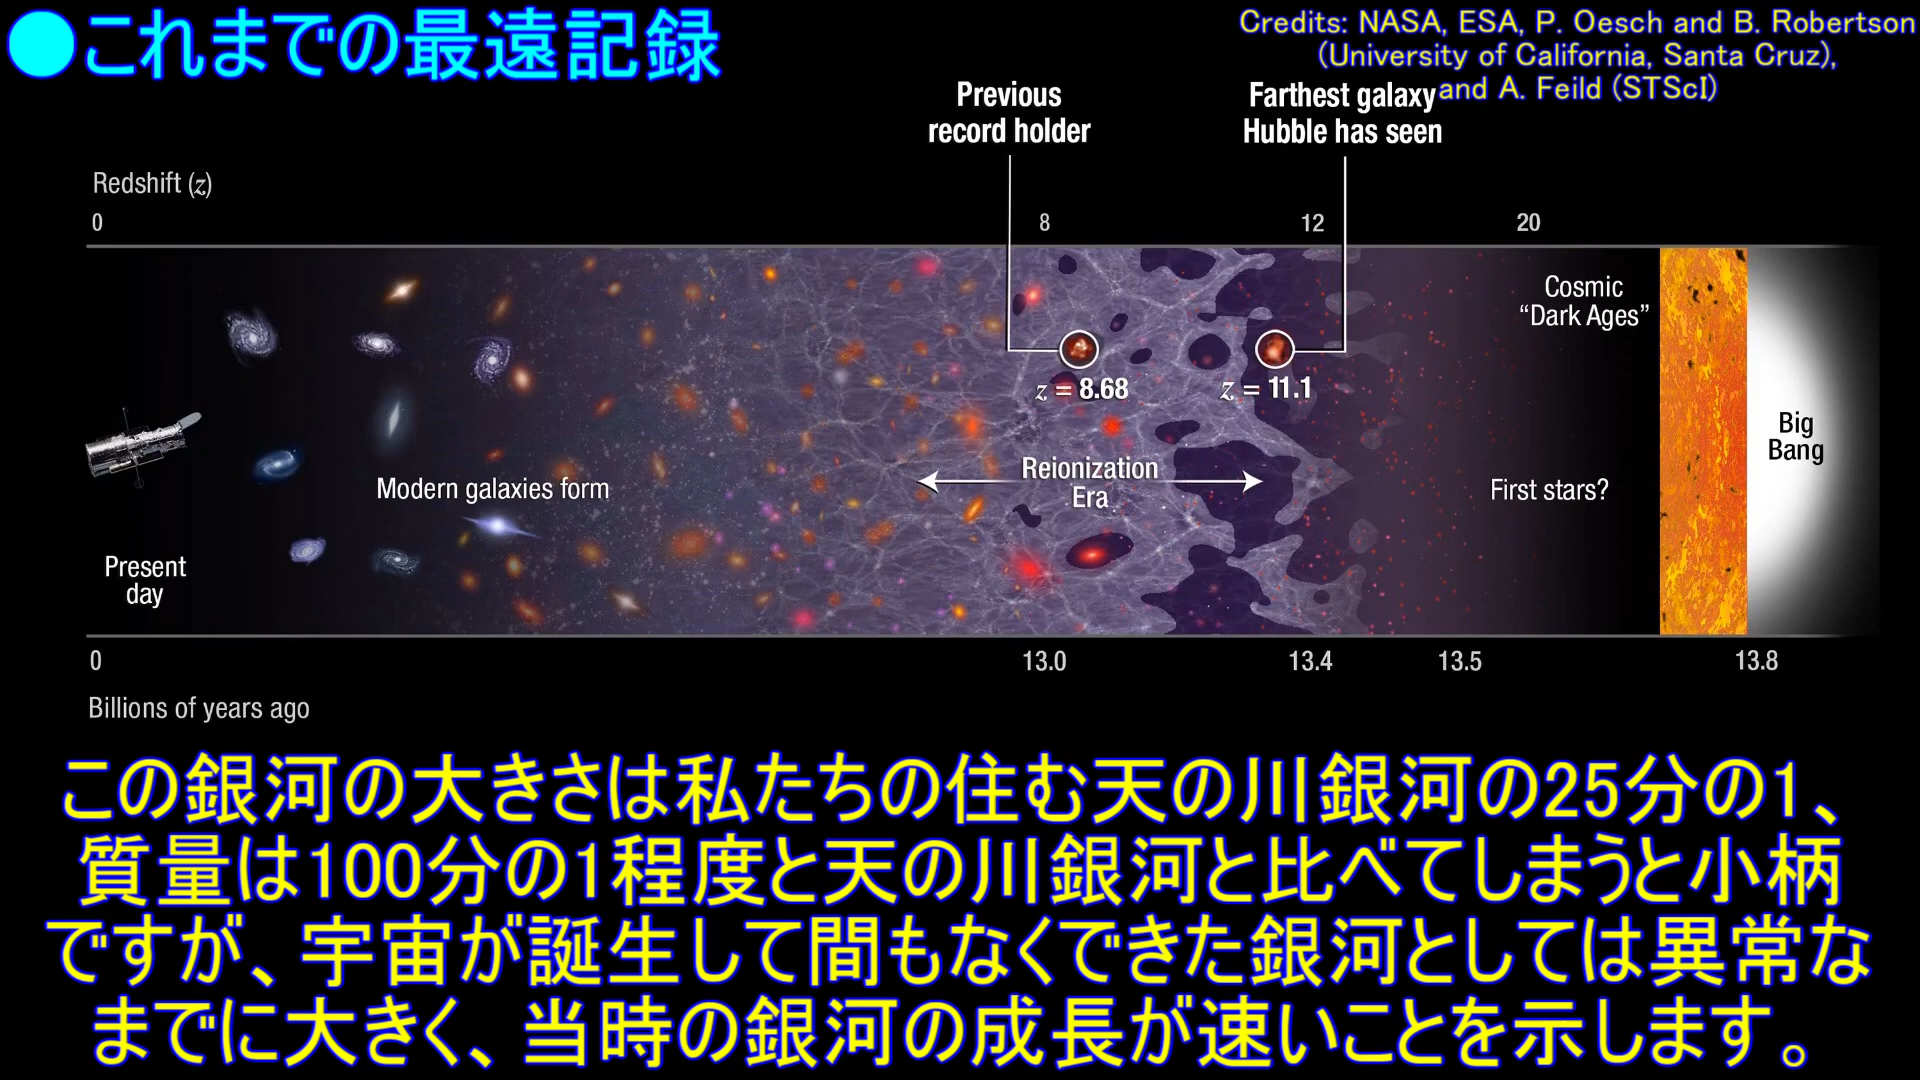 ●これまでの最遠記録
Credits: NASA, ESA, P. Oesch and B. Robertson
(University of California, Santa Cruz),
and A. Feild (STScI)
Previous
record holder
Farthest galaxy
Hubble has seen
Redshift (z)
0
8
12
20
Cosmic
“Dark Ages”
z = 8.68
z = 11.1
Big
Bang
Reionization
Era
Modern galaxies form
First stars?
Present
day
0
13.0
13.4
13.5
13.8
Billions of years ago
この銀河の大きさは私たちの住む天の川銀河の25分の1、
質量は100分の1程度と天の川銀河と比べてしまうと小柄
ですが、宇宙が誕生して間もなくできた銀河としては異常な
までに大きく、当時の銀河の成長が速いことを示します。